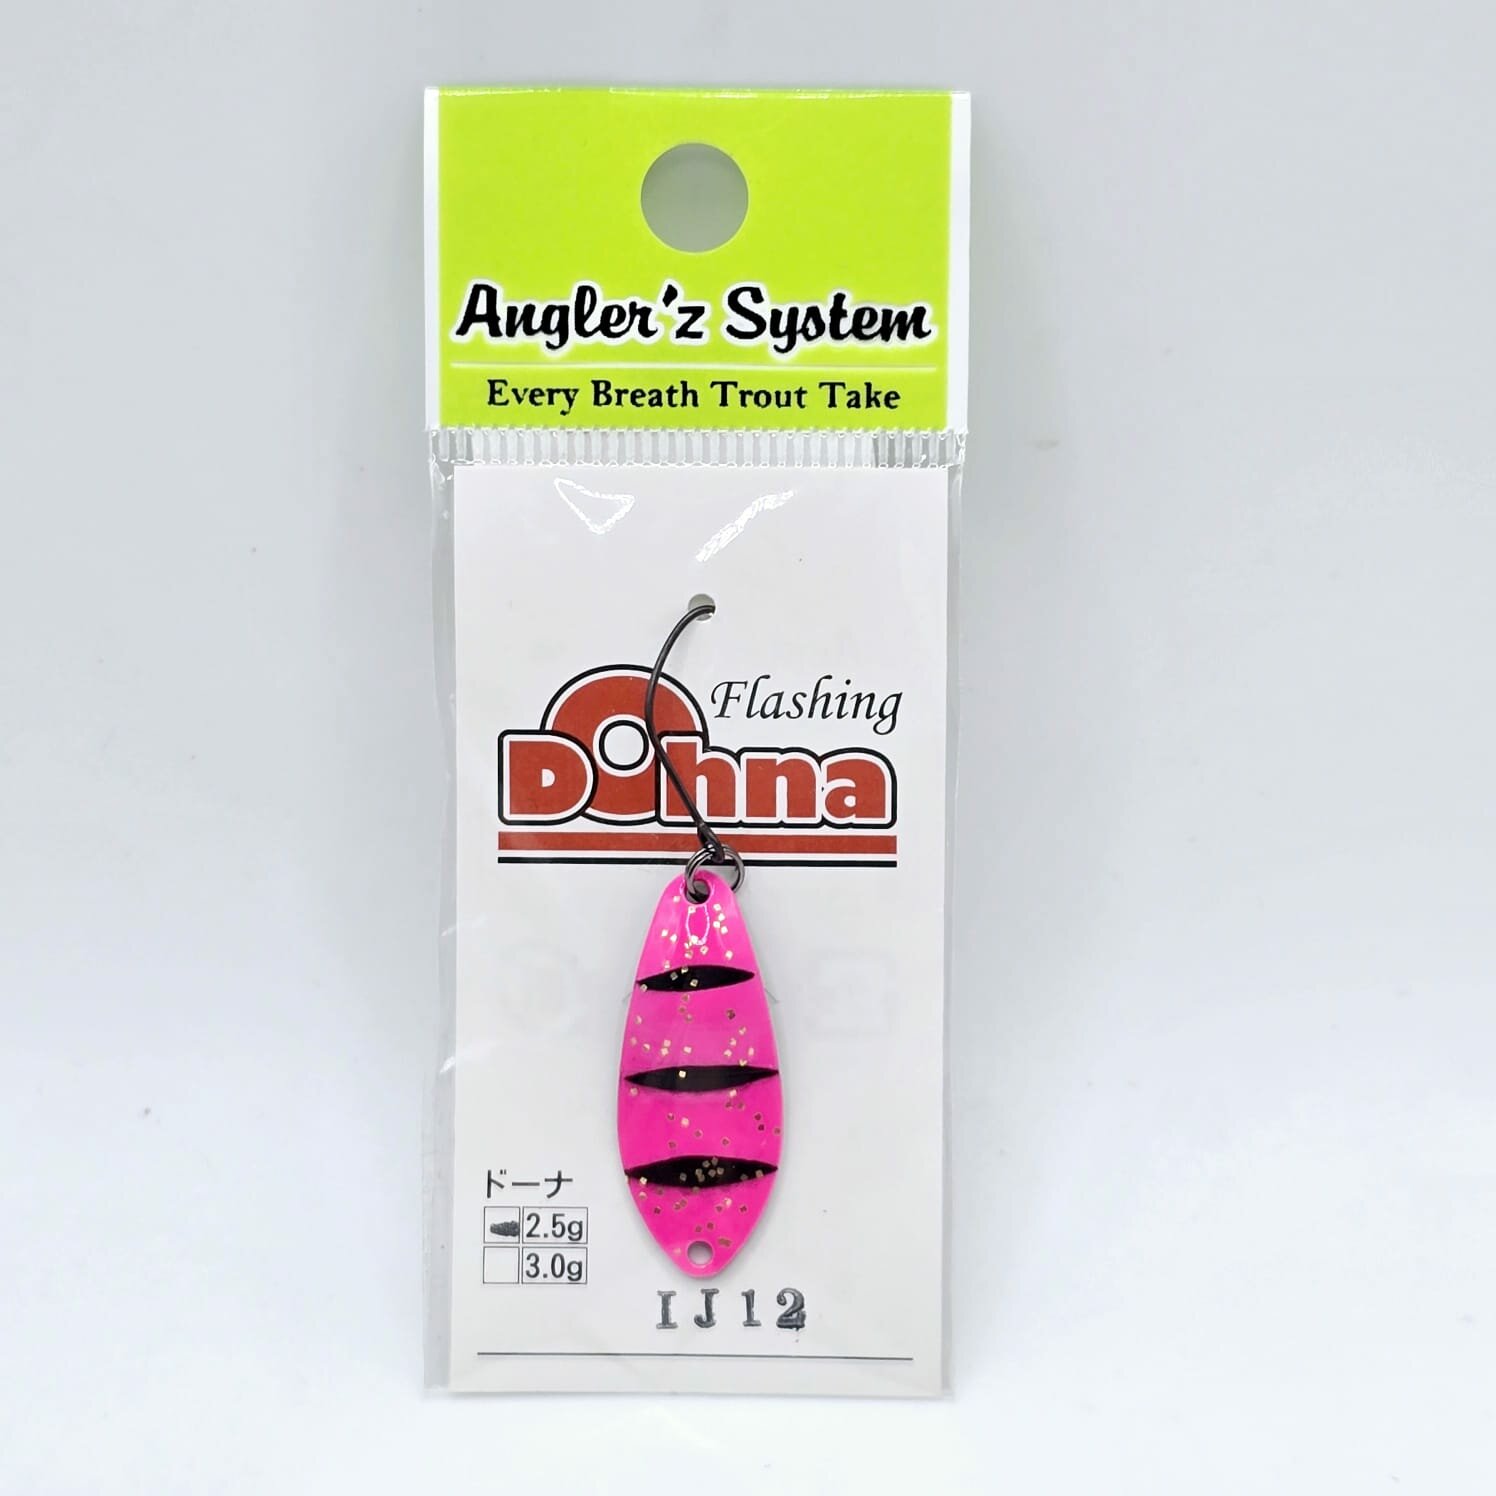 Angler'z System
Every Breath Trout Take
Flashing
Dohna
ドーナ
2.5g
3.0g
IJ12